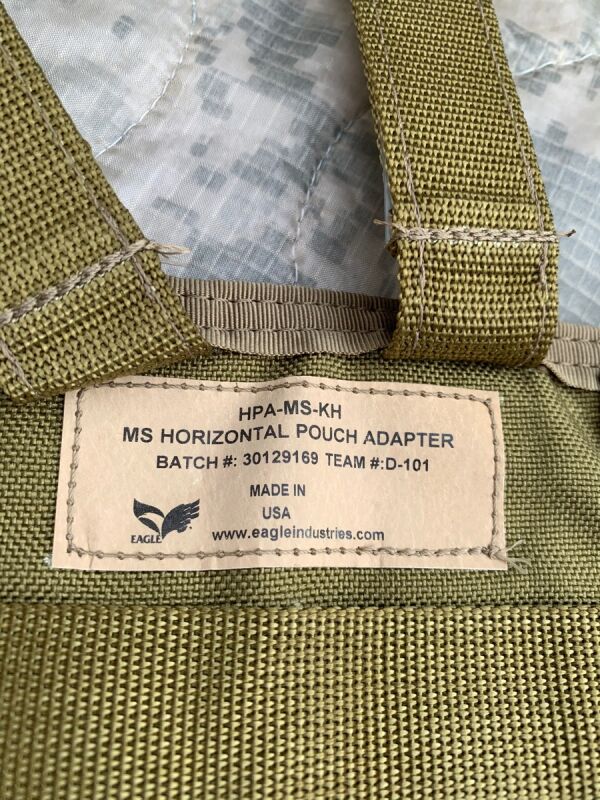 HPA-MS-KH
MS HORIZONTAL POUCH ADAPTER
BATCH #: 30129169 TEAM #:D-101
MADE IN
USA
EAGLE
www.eagleindustries.com